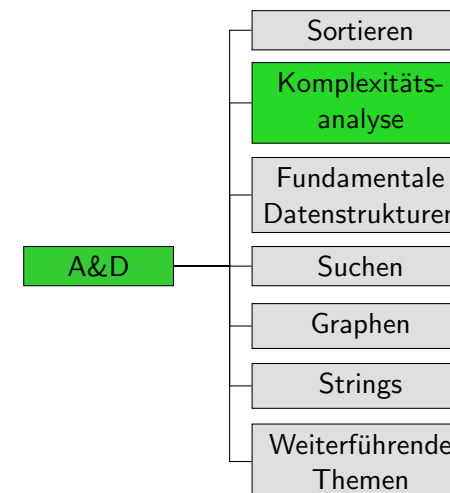 Sortieren
Komplexitäts-
analyse
Fundamentale
Datenstrukturen
A&D
Suchen
Graphen
Strings
Weiterführende
Themen